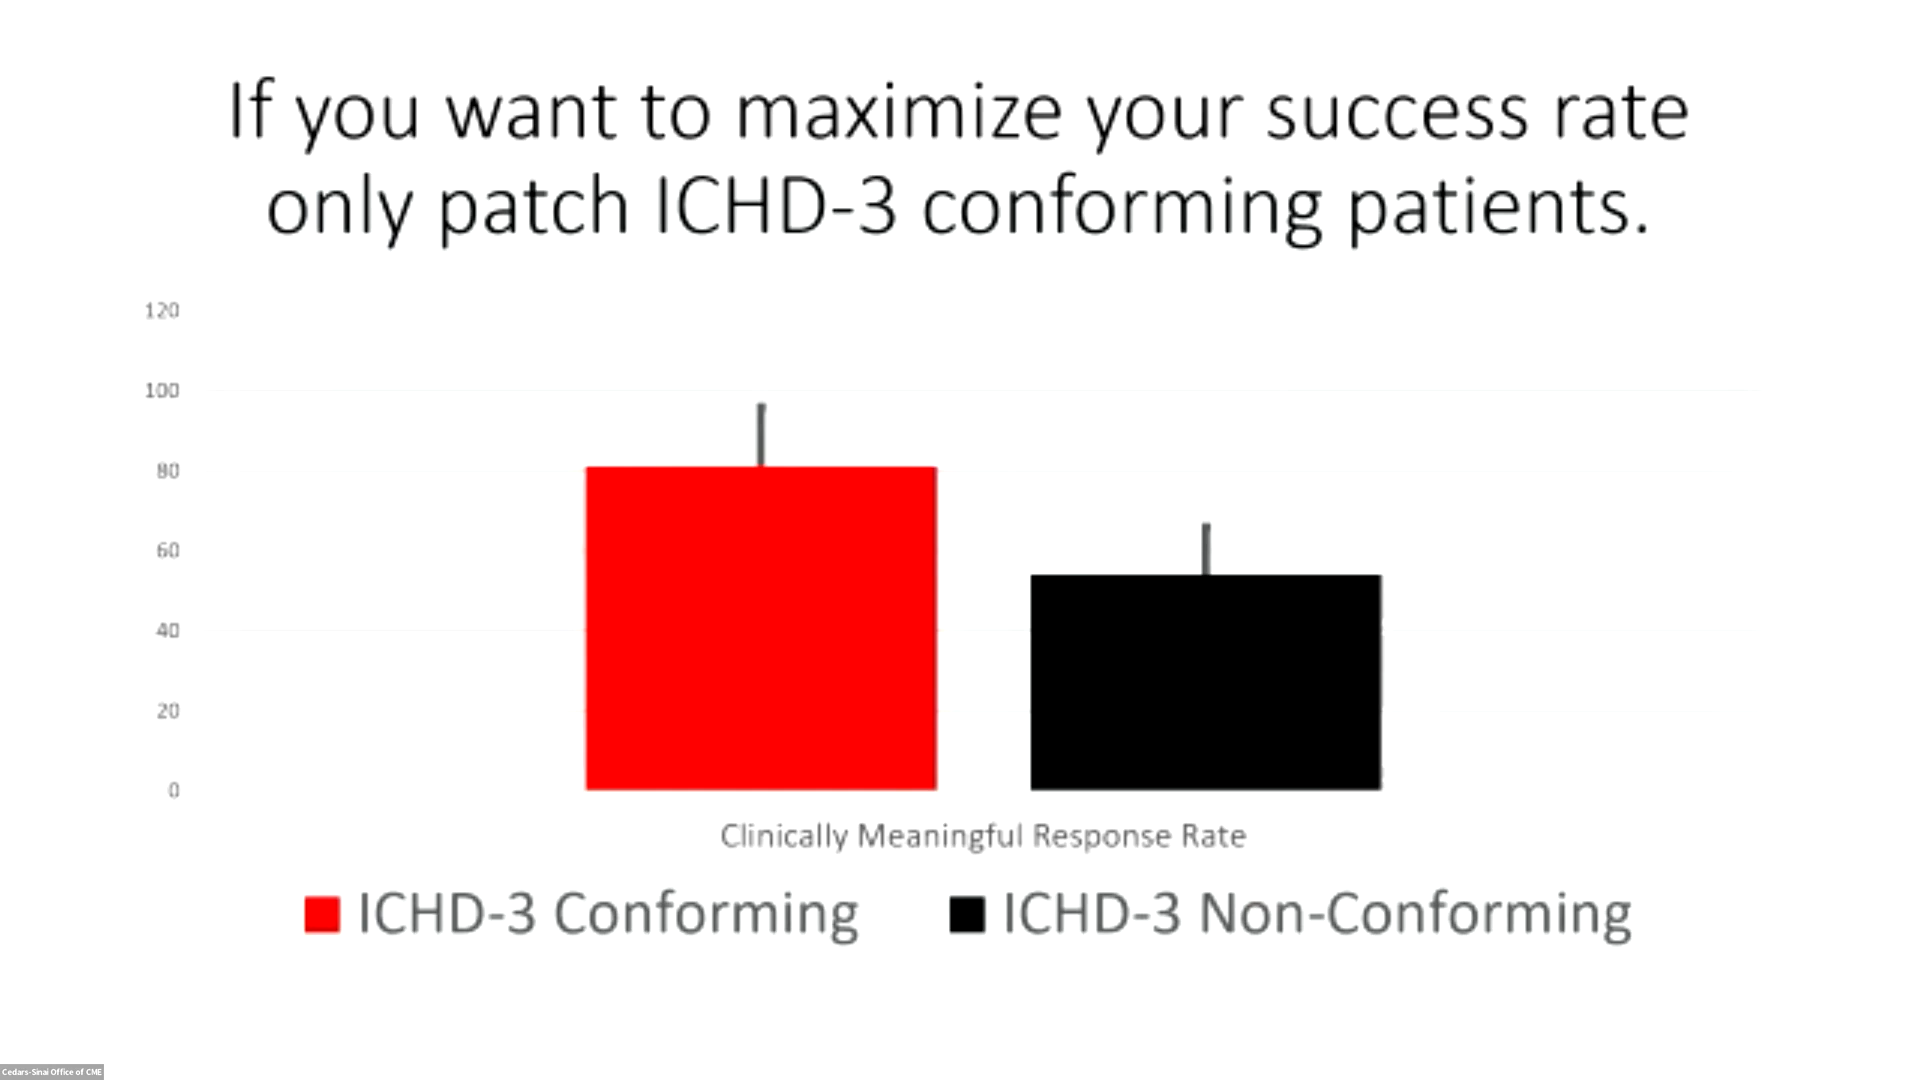 If you want to maximize your success rate
only patch ICHD-3 conforming patients.
120
100
80
60
40
20
0
Clinically Meaningful Response Rate
ICHD-3 Conforming
ICHD-3 Non-Conforming
Cedars-Sinai Office of CME